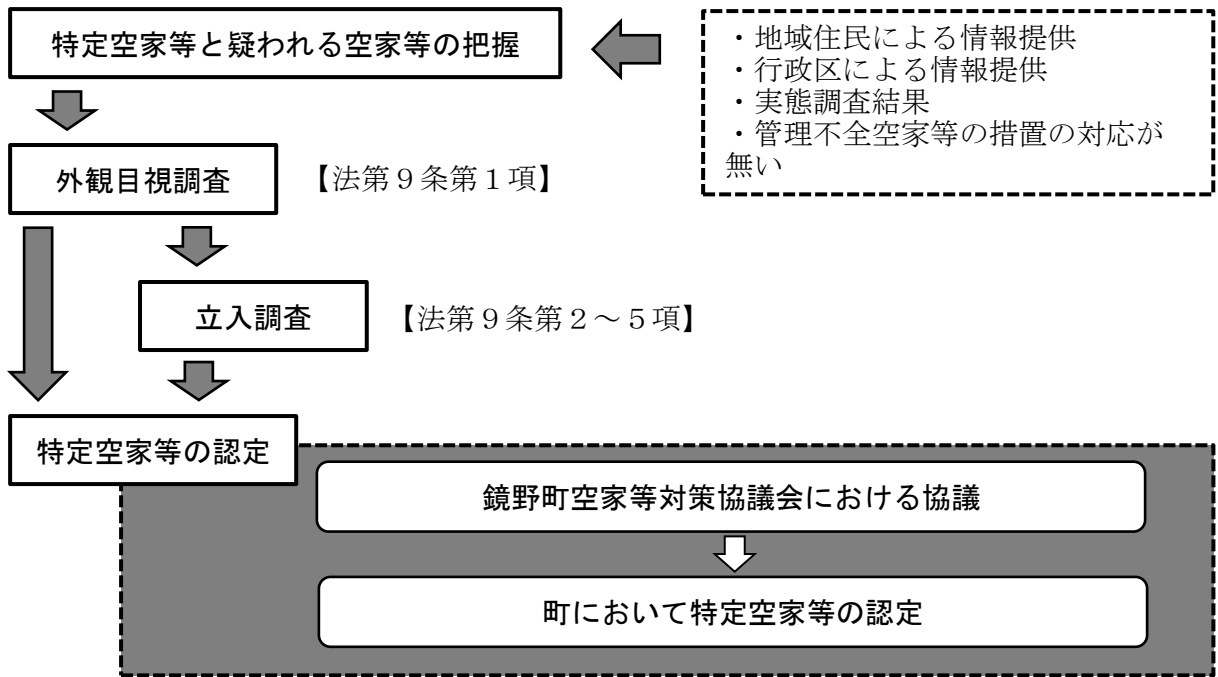 特定空家等と疑われる空家等の把握
・地域住民による情報提供
・行政区による情報提供
・実態調査結果
・管理不全空家等の措置の対応が
無い
外観目視調査
【法第９条第１項】
立入調査
【法第９条第２～５項】
特定空家等の認定
鏡野町空家等対策協議会における協議
町において特定空家等の認定